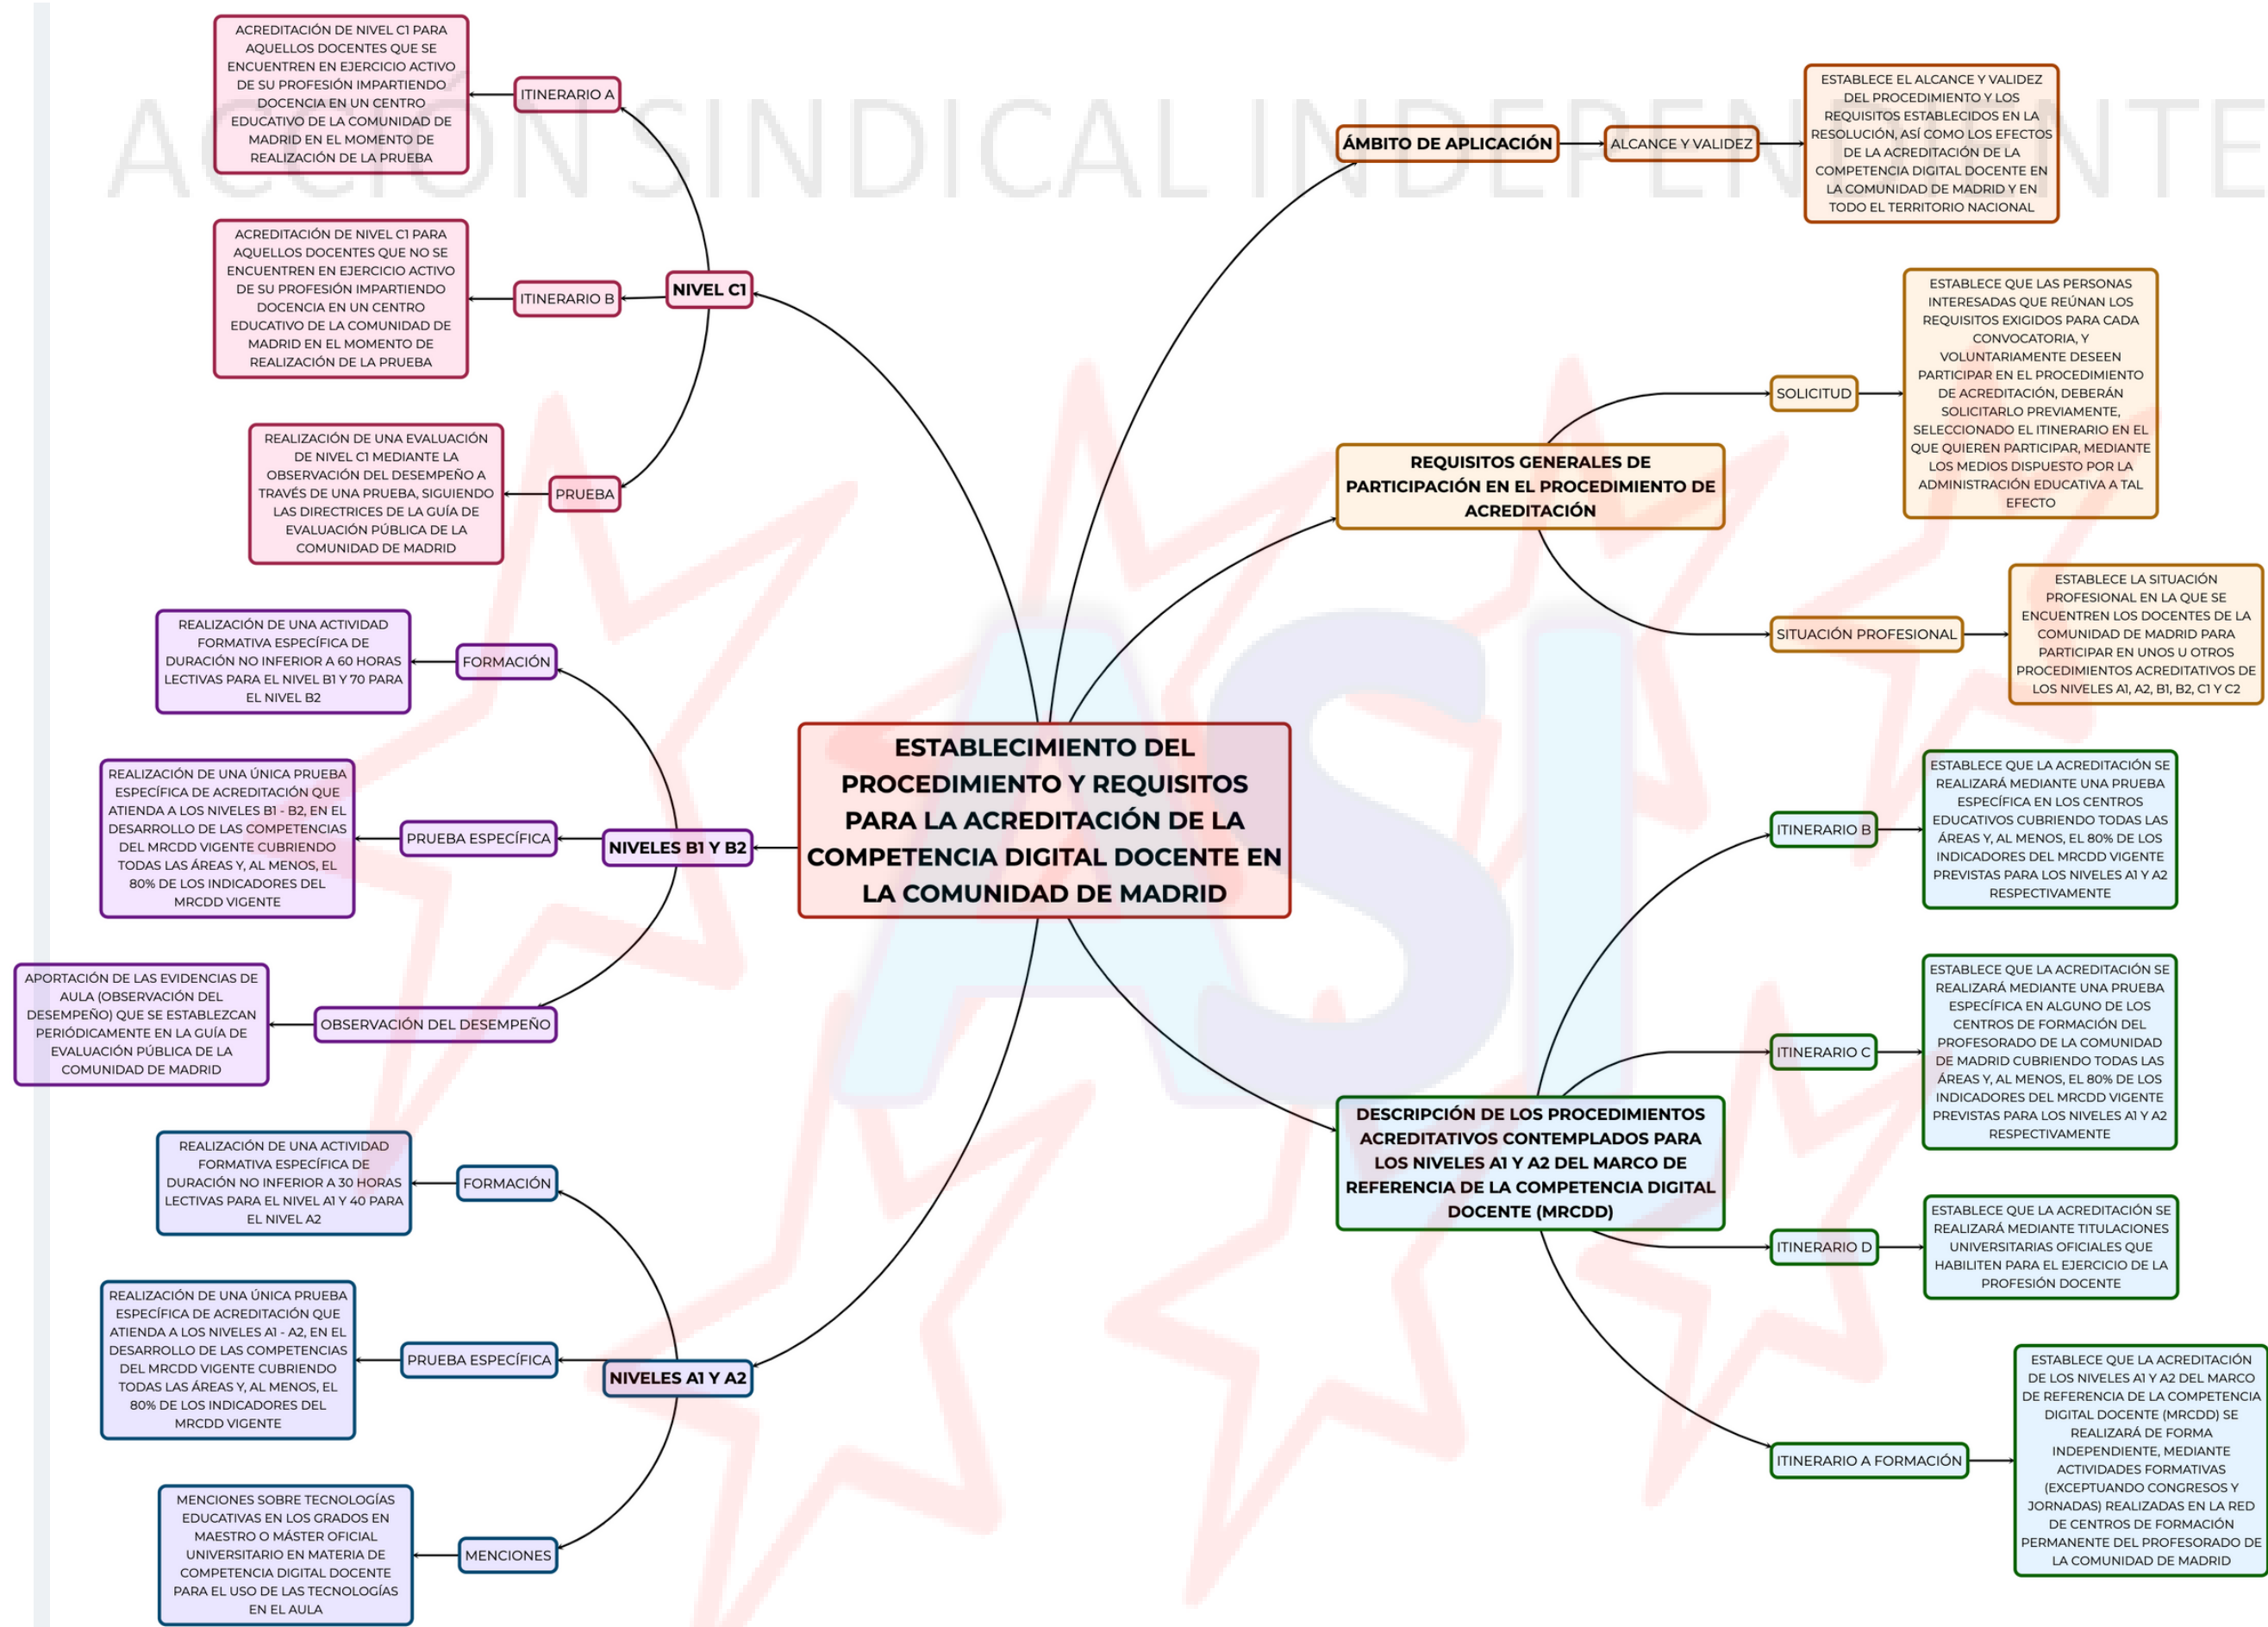 ACCIÓN SINDICAL INDEPENDIENTE
ASI
ESTABLECIMIENTO DEL
PROCEDIMIENTO Y REQUISITOS
PARA LA ACREDITACIÓN DE LA
COMPETENCIA DIGITAL DOCENTE EN
LA COMUNIDAD DE MADRID
NIVEL C1
ITINERARIO A
ACREDITACIÓN DE NIVEL C1 PARA
AQUELLOS DOCENTES QUE SE
ENCUENTREN EN EJERCICIO ACTIVO
DE SU PROFESIÓN IMPARTIENDO
DOCENCIA EN UN CENTRO
EDUCATIVO DE LA COMUNIDAD DE
MADRID EN EL MOMENTO DE
REALIZACIÓN DE LA PRUEBA
ITINERARIO B
ACREDITACIÓN DE NIVEL C1 PARA
AQUELLOS DOCENTES QUE NO SE
ENCUENTREN EN EJERCICIO ACTIVO
DE SU PROFESIÓN IMPARTIENDO
DOCENCIA EN UN CENTRO
EDUCATIVO DE LA COMUNIDAD DE
MADRID EN EL MOMENTO DE
REALIZACIÓN DE LA PRUEBA
PRUEBA
REALIZACIÓN DE UNA EVALUACIÓN
DE NIVEL C1 MEDIANTE LA
OBSERVACIÓN DEL DESEMPEÑO A
TRAVÉS DE UNA PRUEBA, SIGUIENDO
LAS DIRECTRICES DE LA GUÍA DE
EVALUACIÓN PÚBLICA DE LA
COMUNIDAD DE MADRID
NIVELES B1 Y B2
FORMACIÓN
REALIZACIÓN DE UNA ACTIVIDAD
FORMATIVA ESPECÍFICA DE
DURACIÓN NO INFERIOR A 60 HORAS
LECTIVAS PARA EL NIVEL B1 Y 70 PARA
EL NIVEL B2
PRUEBA ESPECÍFICA
REALIZACIÓN DE UNA ÚNICA PRUEBA
ESPECÍFICA DE ACREDITACIÓN QUE
ATIENDA A LOS NIVELES B1 - B2, EN EL
DESARROLLO DE LAS COMPETENCIAS
DEL MRCDD VIGENTE CUBRIENDO
TODAS LAS ÁREAS Y, AL MENOS, EL
80% DE LOS INDICADORES DEL
MRCDD VIGENTE
OBSERVACIÓN DEL DESEMPEÑO
APORTACIÓN DE LAS EVIDENCIAS DE
AULA (OBSERVACIÓN DEL
DESEMPEÑO) QUE SE ESTABLEZCAN
PERIÓDICAMENTE EN LA GUÍA DE
EVALUACIÓN PÚBLICA DE LA
COMUNIDAD DE MADRID
NIVELES A1 Y A2
FORMACIÓN
REALIZACIÓN DE UNA ACTIVIDAD
FORMATIVA ESPECÍFICA DE
DURACIÓN NO INFERIOR A 30 HORAS
LECTIVAS PARA EL NIVEL A1 Y 40 PARA
EL NIVEL A2
PRUEBA ESPECÍFICA
REALIZACIÓN DE UNA ÚNICA PRUEBA
ESPECÍFICA DE ACREDITACIÓN QUE
ATIENDA A LOS NIVELES A1 - A2, EN EL
DESARROLLO DE LAS COMPETENCIAS
DEL MRCDD VIGENTE CUBRIENDO
TODAS LAS ÁREAS Y, AL MENOS, EL
80% DE LOS INDICADORES DEL
MRCDD VIGENTE
MENCIONES
MENCIONES SOBRE TECNOLOGÍAS
EDUCATIVAS EN LOS GRADOS EN
MAESTRO O MÁSTER OFICIAL
UNIVERSITARIO EN MATERIA DE
COMPETENCIA DIGITAL DOCENTE
PARA EL USO DE LAS TECNOLOGÍAS
EN EL AULA
ÁMBITO DE APLICACIÓN
ALCANCE Y VALIDEZ
ESTABLECE EL ALCANCE Y VALIDEZ
DEL PROCEDIMIENTO Y LOS
REQUISITOS ESTABLECIDOS EN LA
RESOLUCIÓN, ASÍ COMO LOS EFECTOS
DE LA ACREDITACIÓN DE LA
COMPETENCIA DIGITAL DOCENTE EN
LA COMUNIDAD DE MADRID Y EN
TODO EL TERRITORIO NACIONAL
REQUISITOS GENERALES DE
PARTICIPACIÓN EN EL PROCEDIMIENTO DE
ACREDITACIÓN
SOLICITUD
ESTABLECE QUE LAS PERSONAS
INTERESADAS QUE REÚNAN LOS
REQUISITOS EXIGIDOS PARA CADA
CONVOCATORIA, Y
VOLUNTARIAMENTE DESEEN
PARTICIPAR EN EL PROCEDIMIENTO
DE ACREDITACIÓN, DEBERÁN
SOLICITARLO PREVIAMENTE,
SELECCIONADO EL ITINERARIO EN EL
QUE QUIEREN PARTICIPAR, MEDIANTE
LOS MEDIOS DISPUESTO POR LA
ADMINISTRACIÓN EDUCATIVA A TAL
EFECTO
SITUACIÓN PROFESIONAL
ESTABLECE LA SITUACIÓN
PROFESIONAL EN LA QUE SE
ENCUENTREN LOS DOCENTES DE LA
COMUNIDAD DE MADRID PARA
PARTICIPAR EN UNOS U OTROS
PROCEDIMIENTOS ACREDITATIVOS DE
LOS NIVELES A1, A2, B1, B2, C1 Y C2
DESCRIPCIÓN DE LOS PROCEDIMIENTOS
ACREDITATIVOS CONTEMPLADOS PARA
LOS NIVELES A1 Y A2 DEL MARCO DE
REFERENCIA DE LA COMPETENCIA DIGITAL
DOCENTE (MRCDD)
ITINERARIO B
ESTABLECE QUE LA ACREDITACIÓN SE
REALIZARÁ MEDIANTE UNA PRUEBA
ESPECÍFICA EN LOS CENTROS
EDUCATIVOS CUBRIENDO TODAS LAS
ÁREAS Y, AL MENOS, EL 80% DE LOS
INDICADORES DEL MRCDD VIGENTE
PREVISTAS PARA LOS NIVELES A1 Y A2
RESPECTIVAMENTE
ITINERARIO C
ESTABLECE QUE LA ACREDITACIÓN SE
REALIZARÁ MEDIANTE UNA PRUEBA
ESPECÍFICA EN ALGUNO DE LOS
CENTROS DE FORMACIÓN DEL
PROFESORADO DE LA COMUNIDAD
DE MADRID CUBRIENDO TODAS LAS
ÁREAS Y, AL MENOS, EL 80% DE LOS
INDICADORES DEL MRCDD VIGENTE
PREVISTAS PARA LOS NIVELES A1 Y A2
RESPECTIVAMENTE
ITINERARIO D
ESTABLECE QUE LA ACREDITACIÓN SE
REALIZARÁ MEDIANTE TITULACIONES
UNIVERSITARIAS OFICIALES QUE
HABILITEN PARA EL EJERCICIO DE LA
PROFESIÓN DOCENTE
ITINERARIO A FORMACIÓN
ESTABLECE QUE LA ACREDITACIÓN
DE LOS NIVELES A1 Y A2 DEL MARCO
DE REFERENCIA DE LA COMPETENCIA
DIGITAL DOCENTE (MRCDD) SE
REALIZARÁ DE FORMA
INDEPENDIENTE, MEDIANTE
ACTIVIDADES FORMATIVAS
(EXCEPTUANDO CONGRESOS Y
JORNADAS) REALIZADAS EN LA RED
DE CENTROS DE FORMACIÓN
PERMANENTE DEL PROFESORADO DE
LA COMUNIDAD DE MADRID